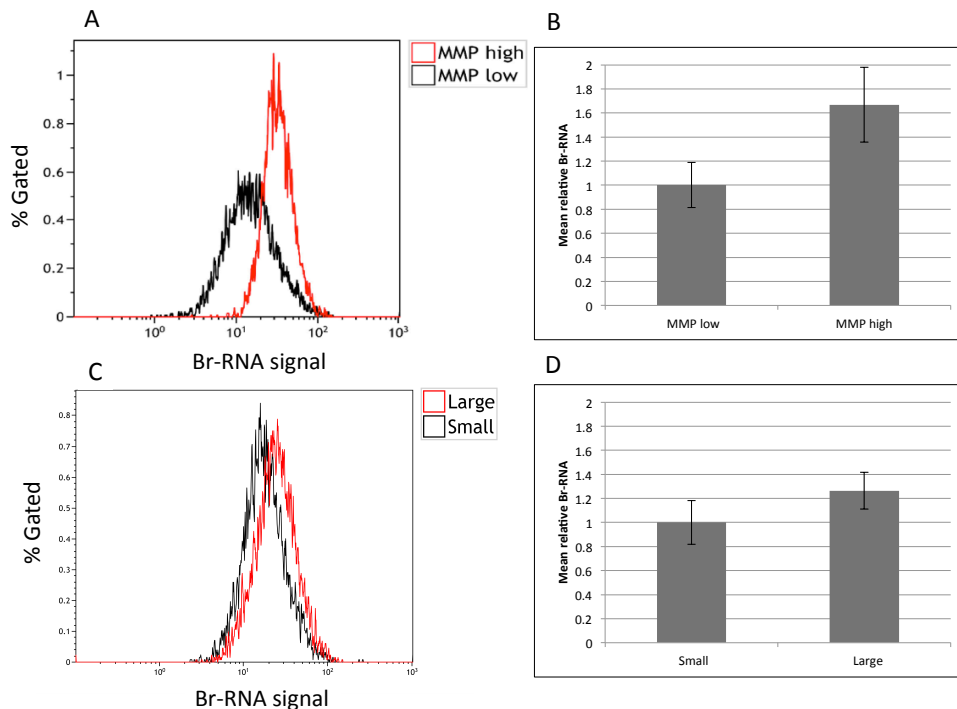 A
MMP high
MMP low
% Gated
1
0.8
0.6
0.4
0.2
0
10⁰
10¹
10²
10³
Br-RNA signal
B
Mean relative Br-RNA
2
1.8
1.6
1.4
1.2
1
0.8
0.6
0.4
0.2
0
MMP low
MMP high
C
Large
Small
% Gated
0.8
0.7
0.6
0.5
0.4
0.3
0.2
0.1
0
10⁰
10¹
10²
10³
Br-RNA signal
D
Mean relative Br-RNA
2
1.8
1.6
1.4
1.2
1
0.8
0.6
0.4
0.2
0
Small
Large